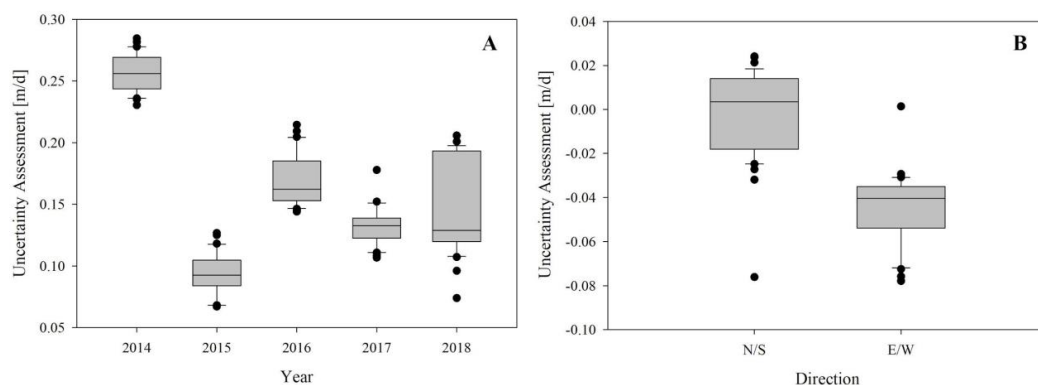 A
Uncertainty Assessment [m/d]
0.30
0.25
0.20
0.15
0.10
0.05
2014 2015 2016 2017 2018
Year
B
Uncertainty Assessment [m/d]
0.04
0.02
0.00
-0.02
-0.04
-0.06
-0.08
-0.10
N/S E/W
Direction